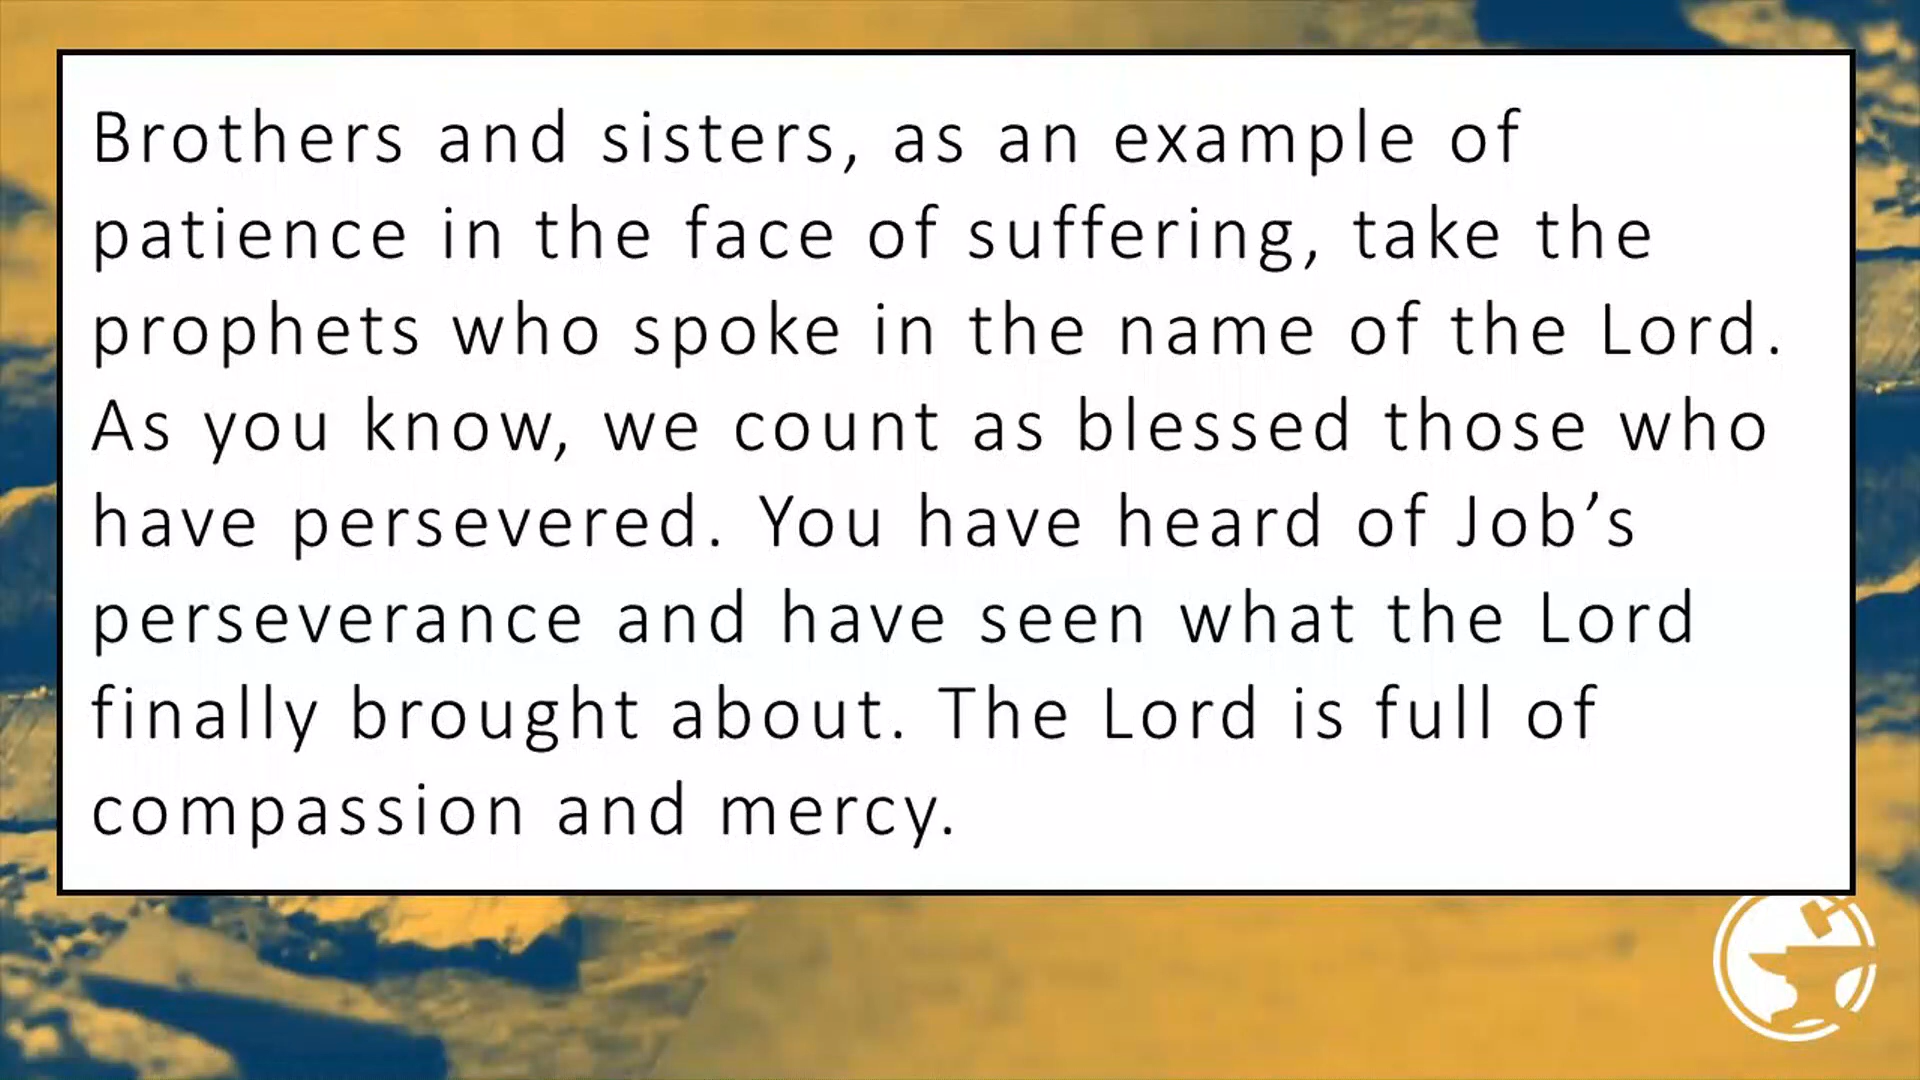 Brothers and sisters, as an example of
patience in the face of suffering, take the
prophets who spoke in the name of the Lord.
As you know, we count as blessed those who
have persevered. You have heard of Job’s
perseverance and have seen what the Lord
finally brought about. The Lord is full of
compassion and mercy.